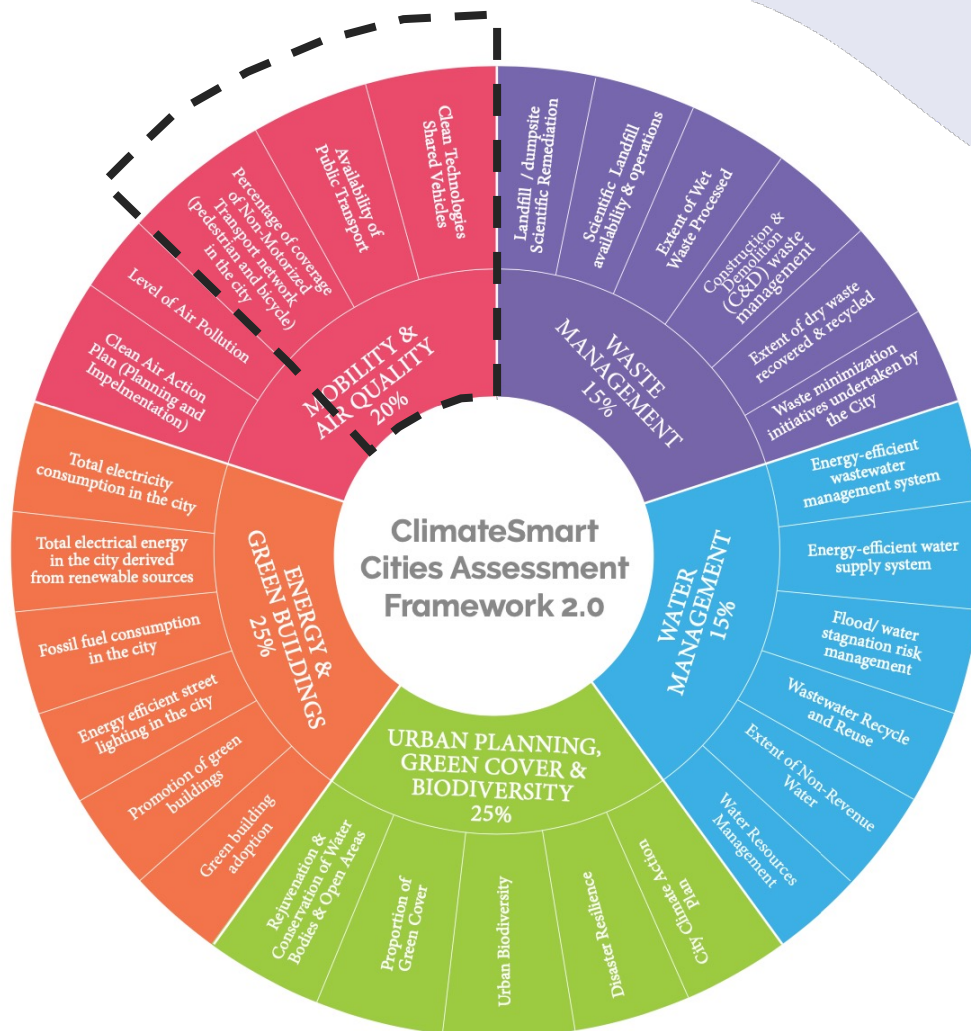 ClimateSmart
Cities Assessment
Framework 2.0
MOBILITY &
AIR QUALITY
20%
Clean Air Action
Plan (Planning and
Impelmentation)
Level of Air Pollution
Percentage of coverage
of Non-Motorized
Transport network
(pedestrian and bicycle)
in the city
Availability of
Public Transport
Clean Technologies
Shared Vehicles
WASTE
MANAGEMENT
15%
Landfill / dumpsite
Scientific Remediation
Scientific Landfill
availability & operations
Extent of Wet
Waste Processed
Construction &
Demolition
(C&D) waste
management
Extent of dry waste
recovered & recycled
Waste minimization
initiatives undertaken by
the City
WATER
MANAGEMENT
15%
Energy-efficient
wastewater
management system
Energy-efficient water
supply system
Flood/ water
stagnation risk
management
Wastewater Recycle
and Reuse
Extent of Non-Revenue
Water
Water Resources
Management
URBAN PLANNING,
GREEN COVER &
BIODIVERSITY
25%
City Climate Action
Plan
Disaster Resilience
Urban Biodiversity
Proportion of
Green Cover
Rejuvenation &
Conservation of Water
Bodies & Open Areas
ENERGY &
GREEN BUILDINGS
25%
Green building
adoption
Promotion of green
buildings
Energy efficient street
lighting in the city
Fossil fuel consumption
in the city
Total electrical energy
in the city derived
from renewable sources
Total electricity
consumption in the city